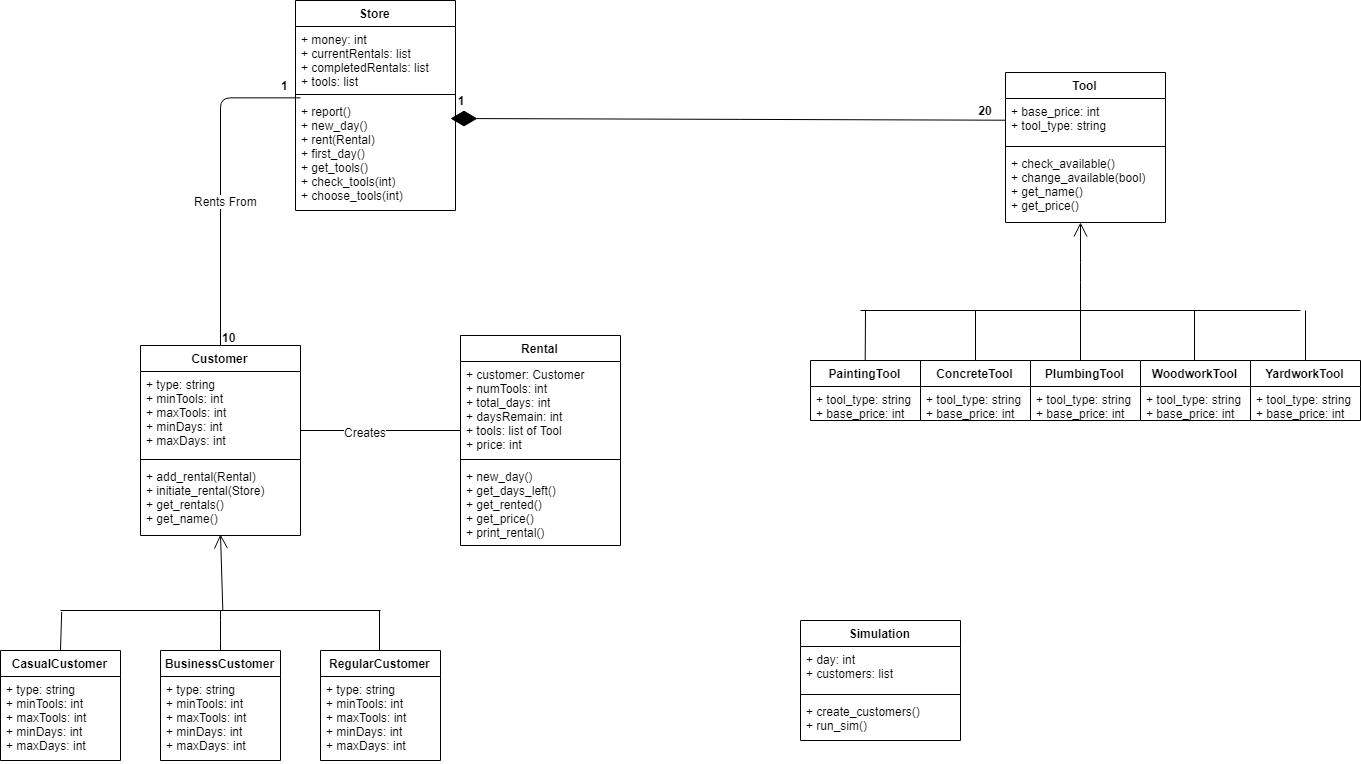 Store
+ money: int
+ currentRentals: list
+ completedRentals: list
+ tools: list
+ report()
+ new_day()
+ rent(Rental)
+ first_day()
+ get_tools()
+ check_tools(int)
+ choose_tools(int)
1
1
20
Tool
+ base_price: int
+ tool_type: string
+ check_available()
+ change_available(bool)
+ get_name()
+ get_price()
Rents From
10
Customer
+ type: string
+ minTools: int
+ maxTools: int
+ minDays: int
+ maxDays: int
+ add_rental(Rental)
+ initiate_rental(Store)
+ get_rentals()
+ get_name()
Creates
Rental
+ customer: Customer
+ numTools: int
+ total_days: int
+ daysRemain: int
+ tools: list of Tool
+ price: int
+ new_day()
+ get_days_left()
+ get_rented()
+ get_price()
+ print_rental()
PaintingTool
+ tool_type: string
+ base_price: int
ConcreteTool
+ tool_type: string
+ base_price: int
PlumbingTool
+ tool_type: string
+ base_price: int
WoodworkTool
+ tool_type: string
+ base_price: int
YardworkTool
+ tool_type: string
+ base_price: int
CasualCustomer
+ type: string
+ minTools: int
+ maxTools: int
+ minDays: int
+ maxDays: int
BusinessCustomer
+ type: string
+ minTools: int
+ maxTools: int
+ minDays: int
+ maxDays: int
RegularCustomer
+ type: string
+ minTools: int
+ maxTools: int
+ minDays: int
+ maxDays: int
Simulation
+ day: int
+ customers: list
+ create_customers()
+ run_sim()